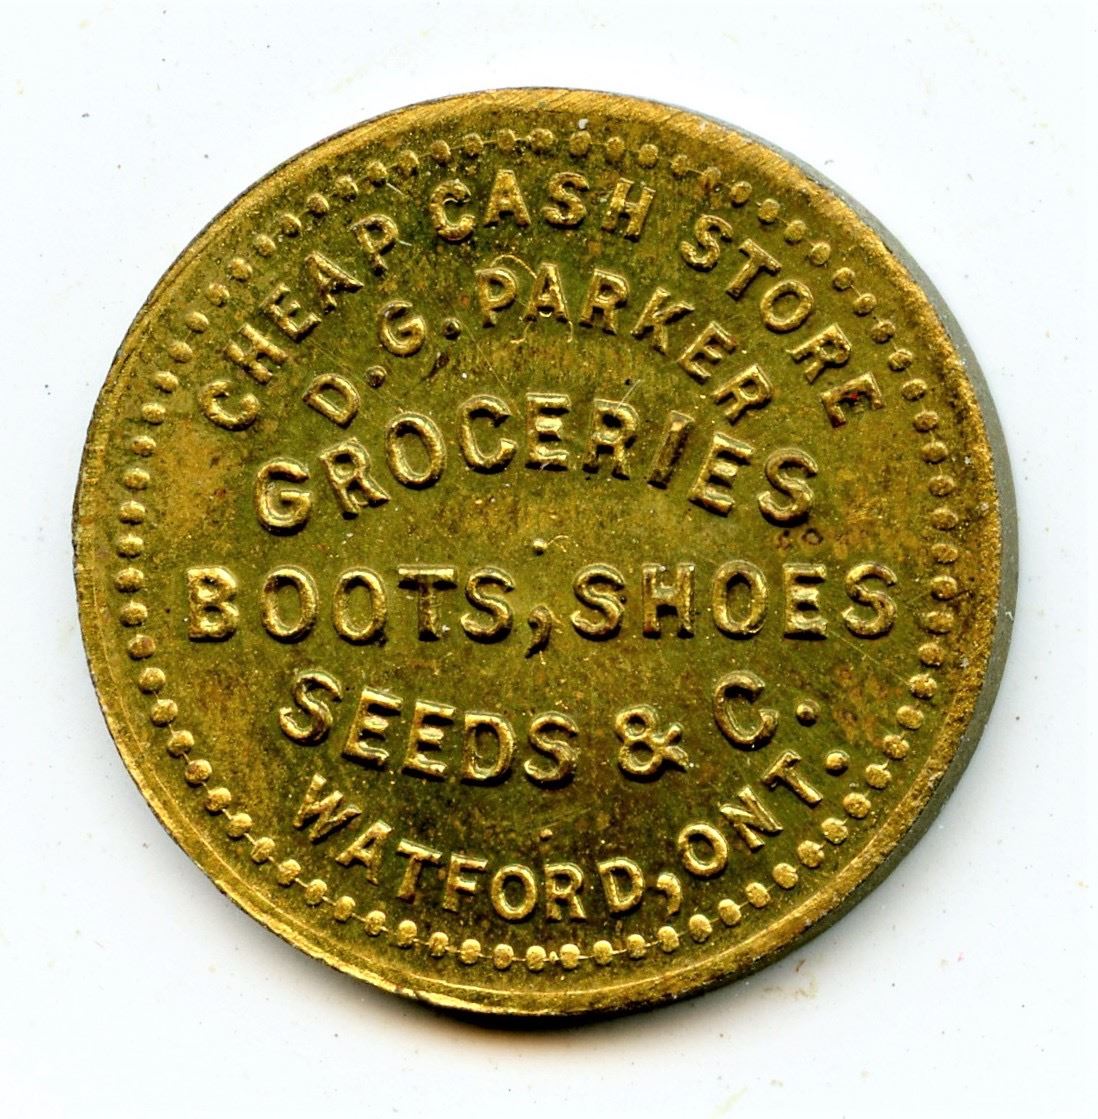 CHEAP CASH STORE
D. G. PARKER
GROCERIES
BOOTS, SHOES
SEEDS & C.
WATFORD, ONT.